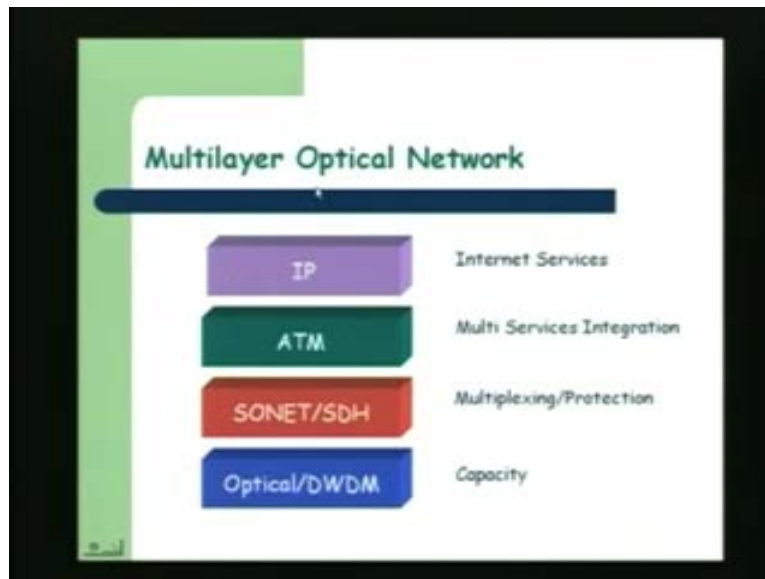 Multilayer Optical Network
IP
Internet Services
ATM
Multi Services Integration
SONET/SDH
Multiplexing/Protection
Optical/DWDM
Capacity